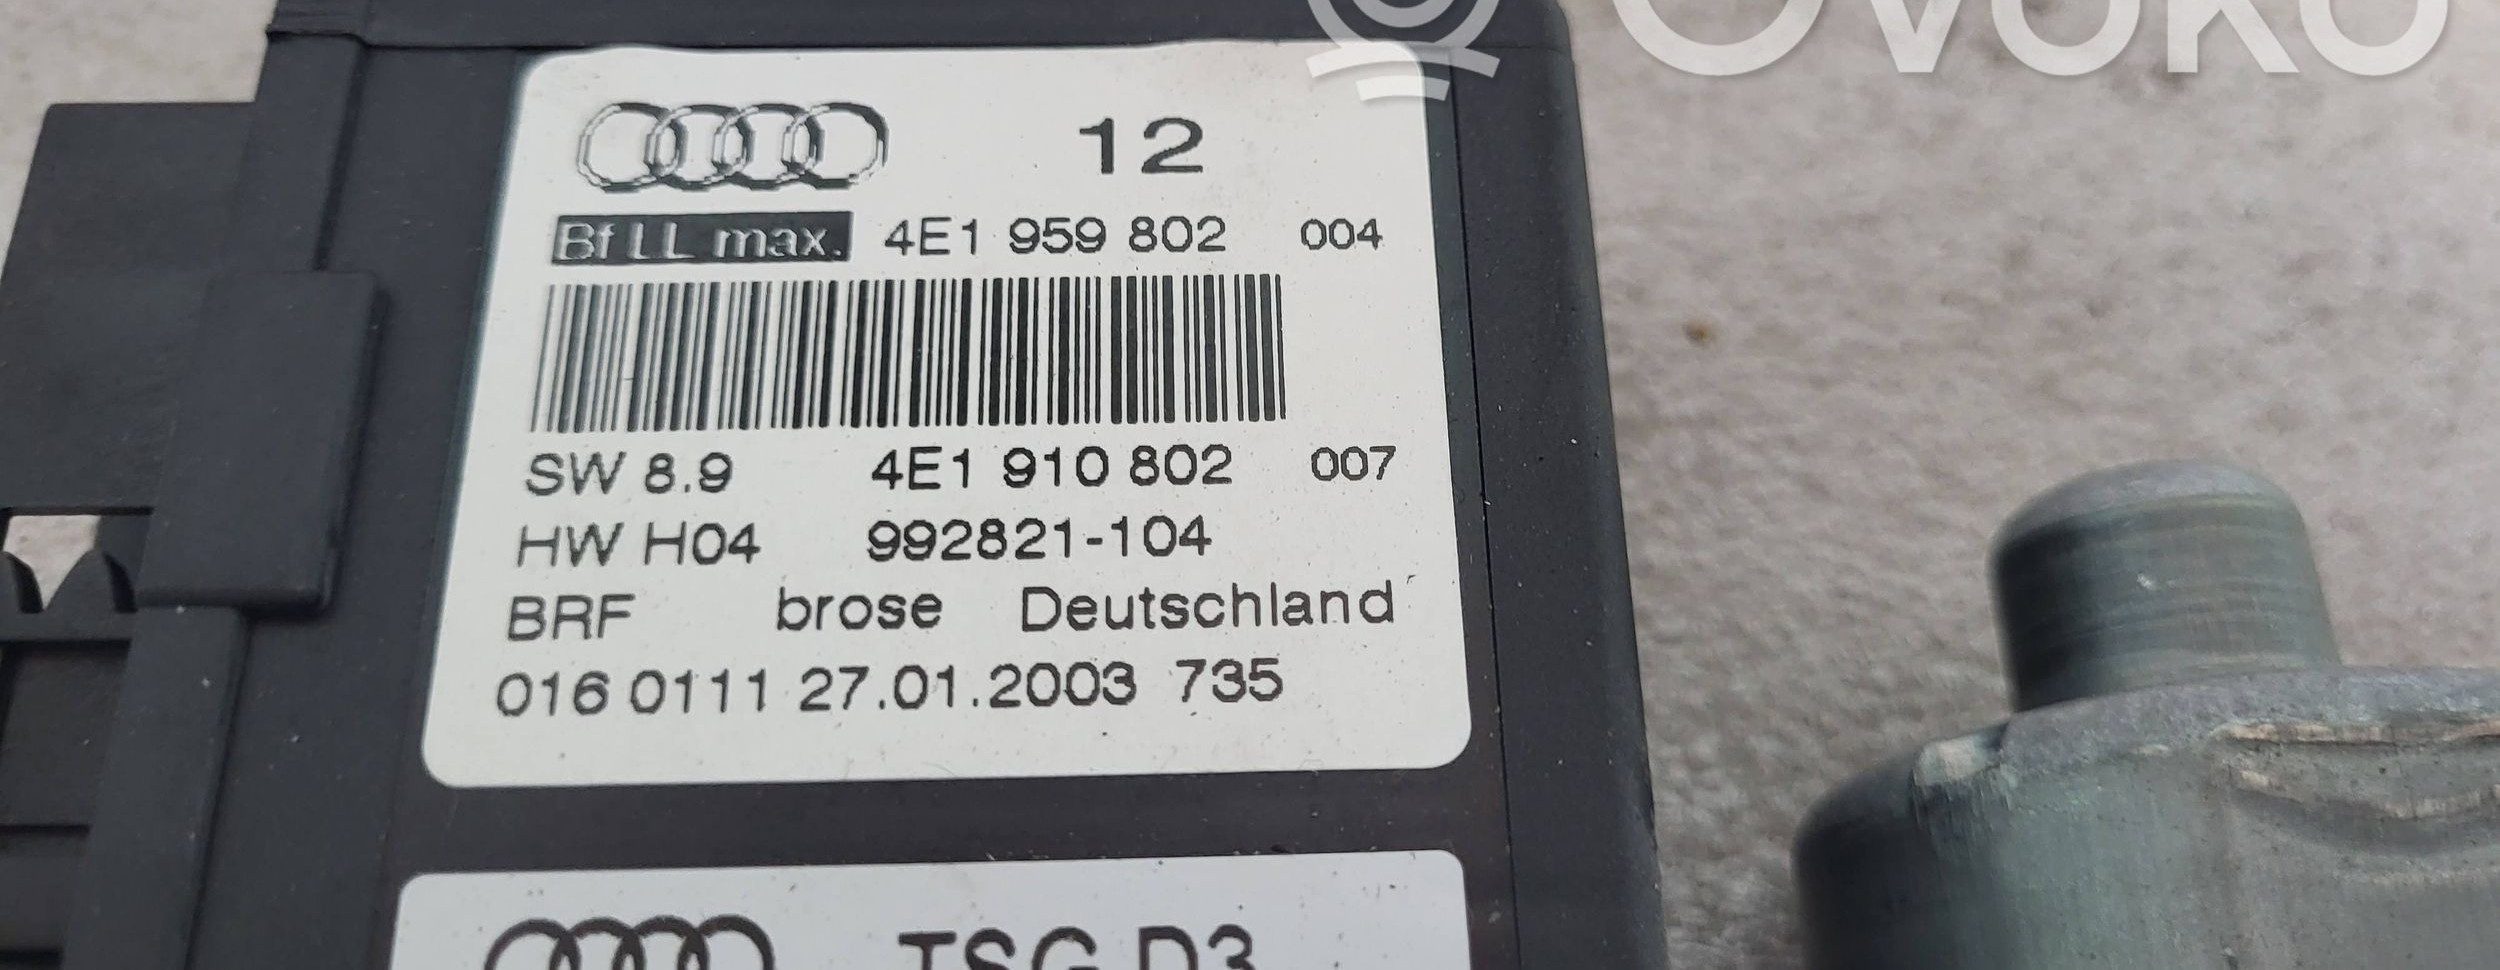 OVOKO
12
Bf LL max. 4E1 959 802 004
SW 8.9 4E1 910 802 007
HW H04 992821-104
BRF brose Deutschland
016 0111 27.01.2003 735
TSG D3